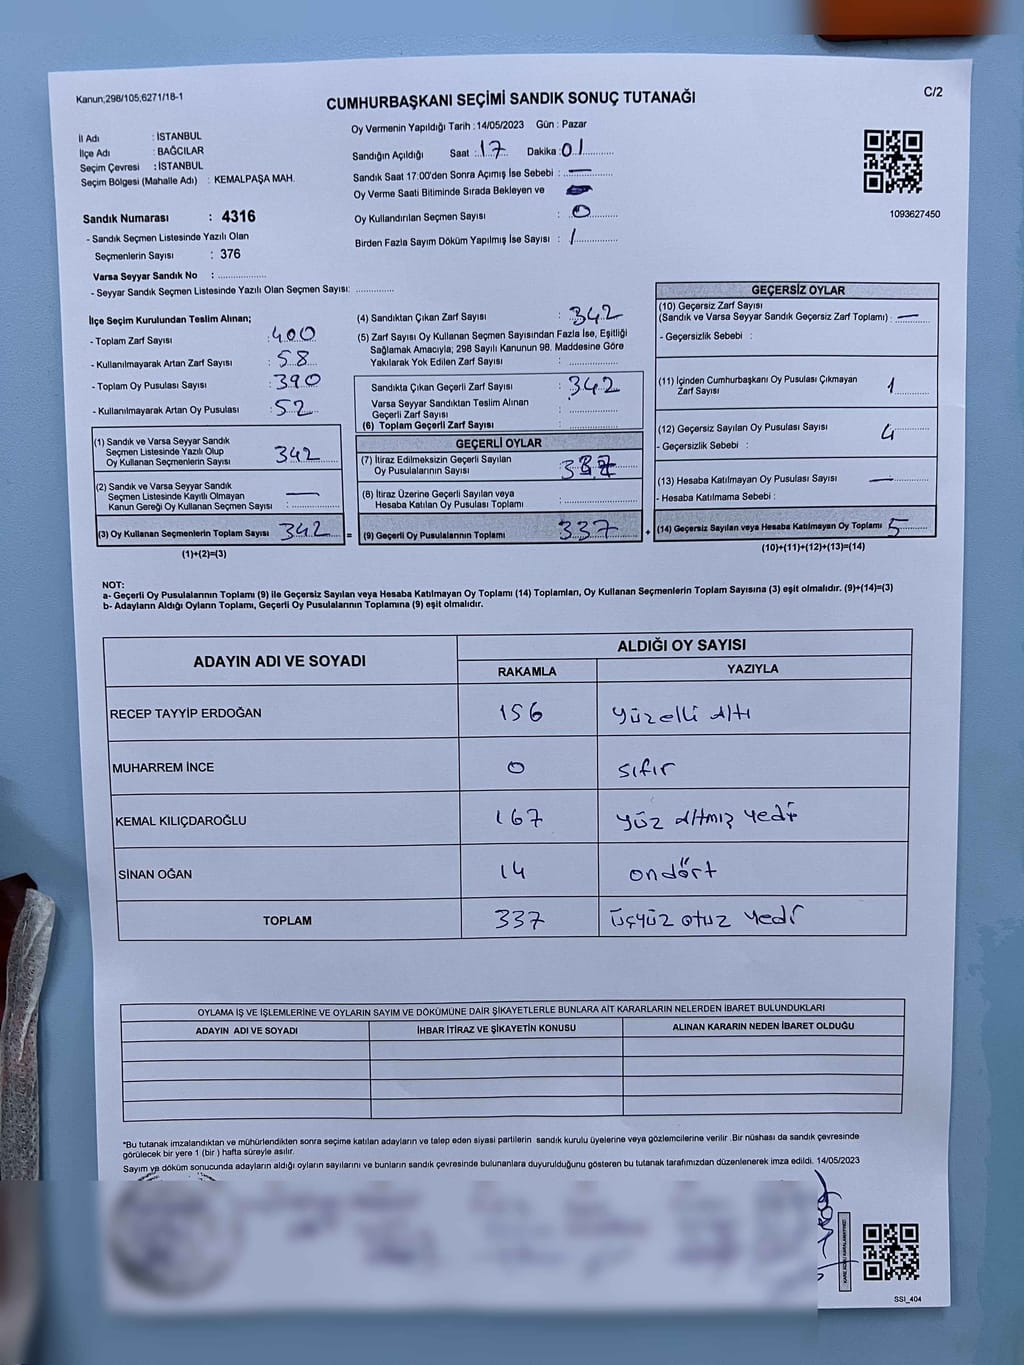 Kanun;298/105;6271/18-1
C/2
CUMHURBAŞKANI SEÇİMİ SANDIK SONUÇ TUTANAĞI
İl Adı : İSTANBUL
İlçe Adı : BAĞCILAR
Seçim Çevresi : İSTANBUL
Seçim Bölgesi (Mahalle Adı) : KEMALPAŞA MAH.
Sandık Numarası : 4316
- Sandık Seçmen Listesinde Yazılı Olan
Seçmenlerin Sayısı : 376
Varsa Seyyar Sandık No : ..................
- Seyyar Sandık Seçmen Listesinde Yazılı Olan Seçmen Sayısı: ..............
Oy Vermenin Yapıldığı Tarih : 14/05/2023 Gün : Pazar
Sandığın Açıldığı Saat : 17 Dakika : 01
Sandık Saat 17:00'den Sonra Açımış İse Sebebi : —
Oy Verme Saati Bitiminde Sırada Bekleyen ve
Oy Kullandırılan Seçmen Sayısı : 0
Birden Fazla Sayım Döküm Yapılmış İse Sayısı : 1
1093627450
İlçe Seçim Kurulundan Teslim Alınan;
- Toplam Zarf Sayısı : 400
- Kullanılmayarak Artan Zarf Sayısı : 58
- Toplam Oy Pusulası Sayısı : 390
- Kullanılmayarak Artan Oy Pusulası : 52
(1) Sandık ve Varsa Seyyar Sandık
Seçmen Listesinde Yazılı Olup
Oy Kullanan Seçmenlerin Sayısı : 342
(2) Sandık ve Varsa Seyyar Sandık
Seçmen Listesinde Kayıtlı Olmayan
Kanun Gereği Oy Kullanan Seçmen Sayısı : —
(3) Oy Kullanan Seçmenlerin Toplam Sayısı : 342 =
(1)+(2)=(3)
(4) Sandıktan Çıkan Zarf Sayısı : 342
(5) Zarf Sayısı Oy Kullanan Seçmen Sayısından Fazla İse, Eşitliği
Sağlamak Amacıyla; 298 Sayılı Kanunun 98. Maddesine Göre
Yakılarak Yok Edilen Zarf Sayısı : ..............
Sandıkta Çıkan Geçerli Zarf Sayısı : 342
Varsa Seyyar Sandıktan Teslim Alınan
Geçerli Zarf Sayısı : ..............
(6) Toplam Geçerli Zarf Sayısı : ..............
GEÇERLİ OYLAR
(7) İtiraz Edilmeksizin Geçerli Sayılan
Oy Pusulalarının Sayısı : 337
(8) İtiraz Üzerine Geçerli Sayılan veya
Hesaba Katılan Oy Pusulası Toplamı : ..............
(9) Geçerli Oy Pusulalarının Toplamı : 337 +
GEÇERSİZ OYLAR
(10) Geçersiz Zarf Sayısı
(Sandık ve Varsa Seyyar Sandık Geçersiz Zarf Toplamı) : —
- Geçersizlik Sebebi :
(11) İçinden Cumhurbaşkanı Oy Pusulası Çıkmayan
Zarf Sayısı 1
(12) Geçersiz Sayılan Oy Pusulası Sayısı 4
- Geçersizlik Sebebi :
(13) Hesaba Katılmayan Oy Pusulası Sayısı —
- Hesaba Katılmama Sebebi :
(14) Geçersiz Sayılan veya Hesaba Katılmayan Oy Toplamı 5
(10)+(11)+(12)+(13)=(14)
NOT:
a- Geçerli Oy Pusulalarının Toplamı (9) ile Geçersiz Sayılan veya Hesaba Katılmayan Oy Toplamı (14) Toplamları, Oy Kullanan Seçmenlerin Toplam Sayısına (3) eşit olmalıdır. (9)+(14)=(3)
b- Adayların Aldığı Oyların Toplamı, Geçerli Oy Pusulalarının Toplamına (9) eşit olmalıdır.
ADAYIN ADI VE SOYADI
ALDIĞI OY SAYISI
RAKAMLA YAZIYLA
RECEP TAYYİP ERDOĞAN 156 yüzelli altı
MUHARREM İNCE 0 sıfır
KEMAL KILIÇDAROĞLU 167 yüz altmış yedi
SİNAN OĞAN 14 ondört
TOPLAM 337 üçyüz otuz yedi
OYLAMA İŞ VE İŞLEMLERİNE VE OYLARIN SAYIM VE DÖKÜMÜNE DAİR ŞİKAYETLERLE BUNLARA AİT KARARLARIN NELERDEN İBARET BULUNDUKLARI
ADAYIN ADI VE SOYADI İHBAR İTİRAZ VE ŞİKAYETİN KONUSU ALINAN KARARIN NEDEN İBARET OLDUĞU
*Bu tutanak imzalandıktan ve mühürlendikten sonra seçime katılan adayların ve talep eden siyasi partilerin sandık kurulu üyelerine veya gözlemcilerine verilir .Bir nüshası da sandık çevresinde
görülecek bir yere 1 (bir ) hafta süreyle asılır.
Sayım ve döküm sonucunda adayların aldığı oyların sayılarını ve bunların sandık çevresinde bulunanlara duyurulduğunu gösteren bu tutanak tarafımızdan düzenlenerek imza edildi. 14/05/2023
SSI_404